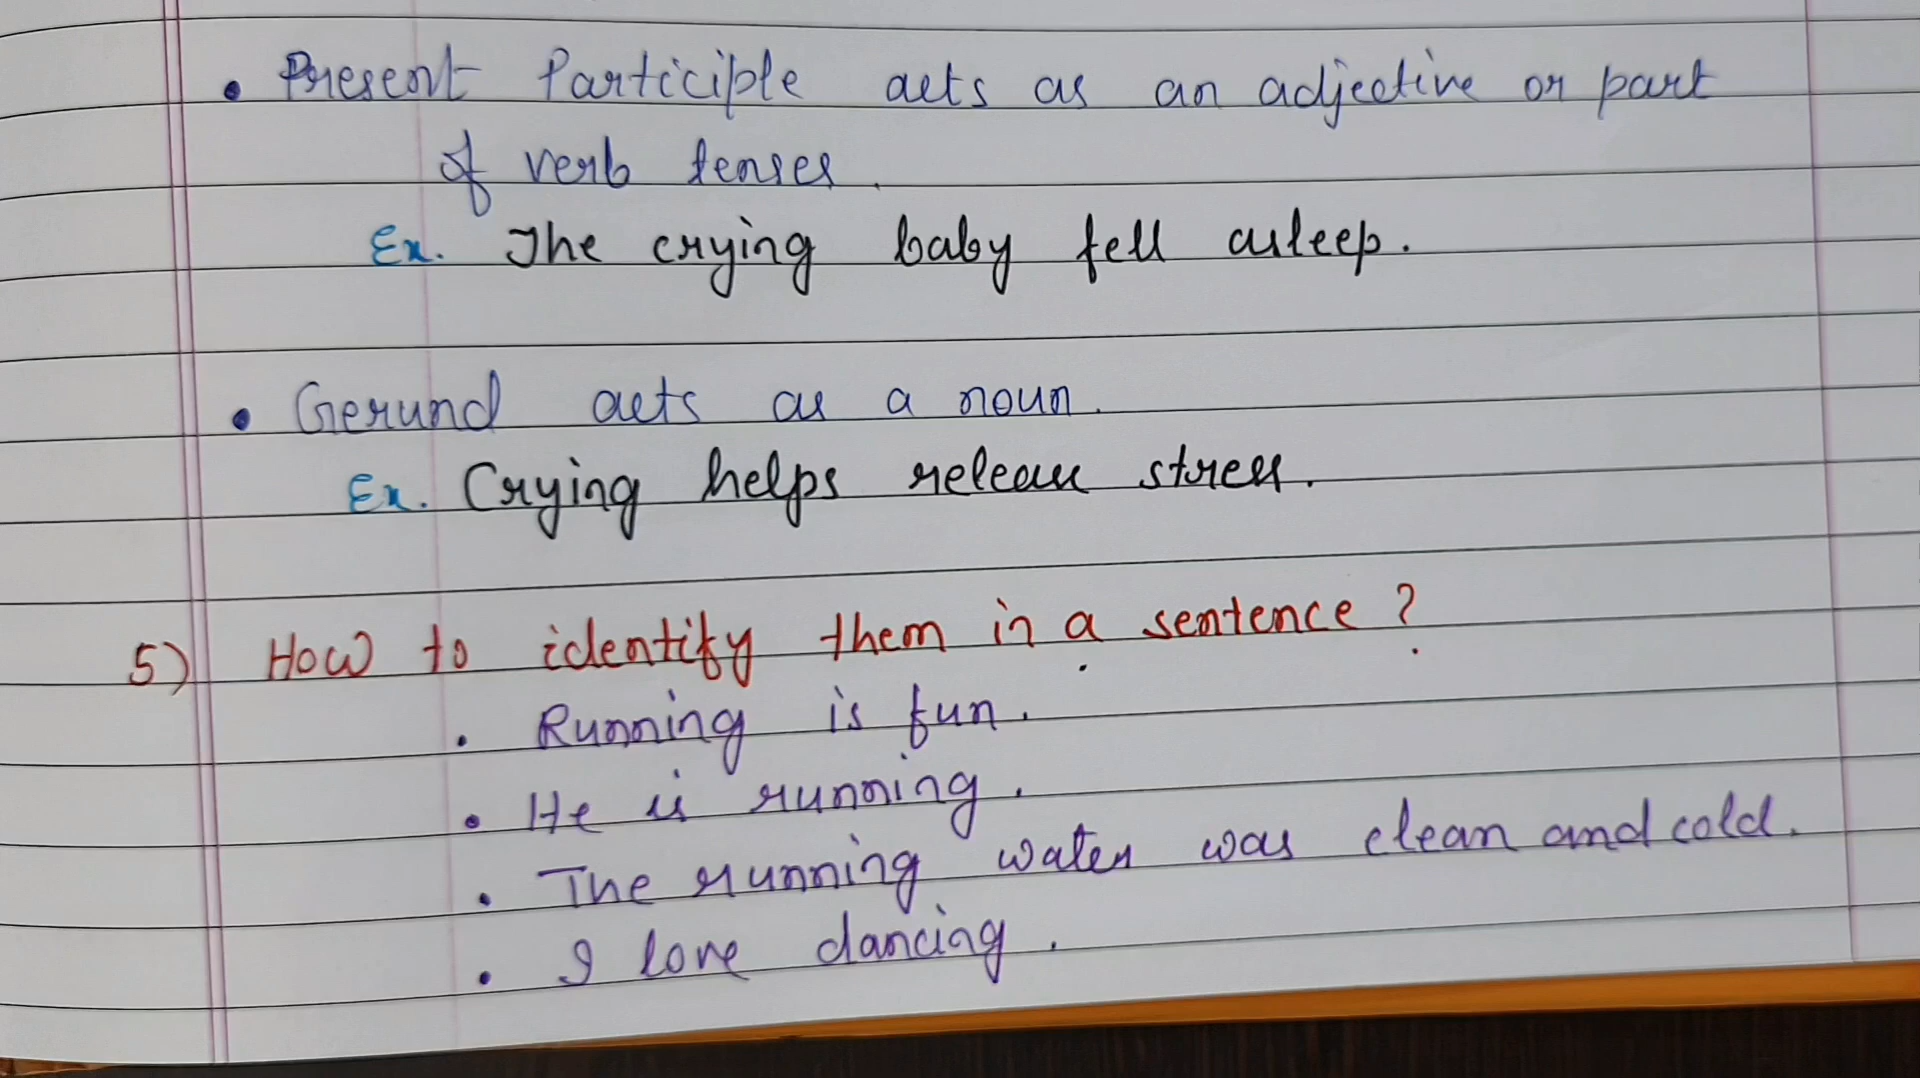 • Present Participle acts as an adjective or part
of verb tenses.
Ex. The crying baby fell asleep.
• Gerund acts as a noun.
Ex. Crying helps release stress.
5) How to identify them in a sentence?
• Running is fun.
• He is running.
• The running water was clean and cold.
• I love dancing.